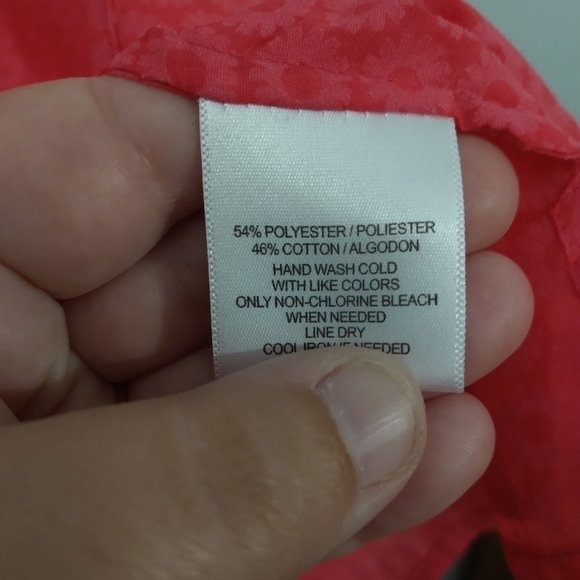 54% POLYESTER / POLIESTER
46% COTTON / ALGODON
HAND WASH COLD
WITH LIKE COLORS
ONLY NON-CHLORINE BLEACH
WHEN NEEDED
LINE DRY
COOL IRON IF NEEDED